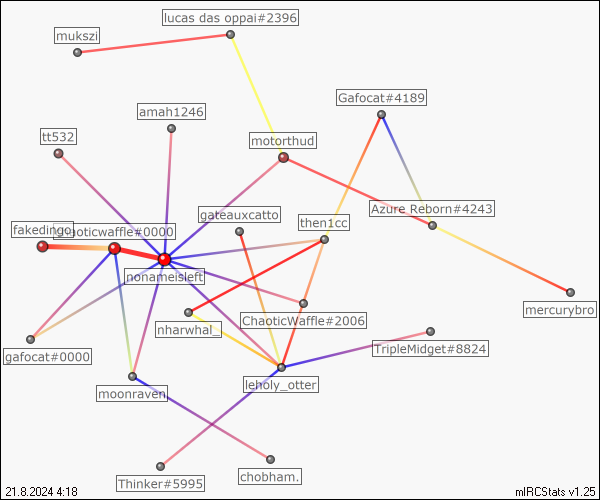 lucas das oppai#2396
mukszi
Gafocat#4189
amah1246
tt532
motorthud
Azure Reborn#4243
gateauxcatto
then1cc
fakedingo
chaoticwaffle#0000
nonameisleft
mercurybro
ChaoticWaffle#2006
nharwhal_
TripleMidget#8824
gafocat#0000
leholy_otter
moonraven
chobham.
Thinker#5995
21.8.2024 4:18
mIRCStats v1.25